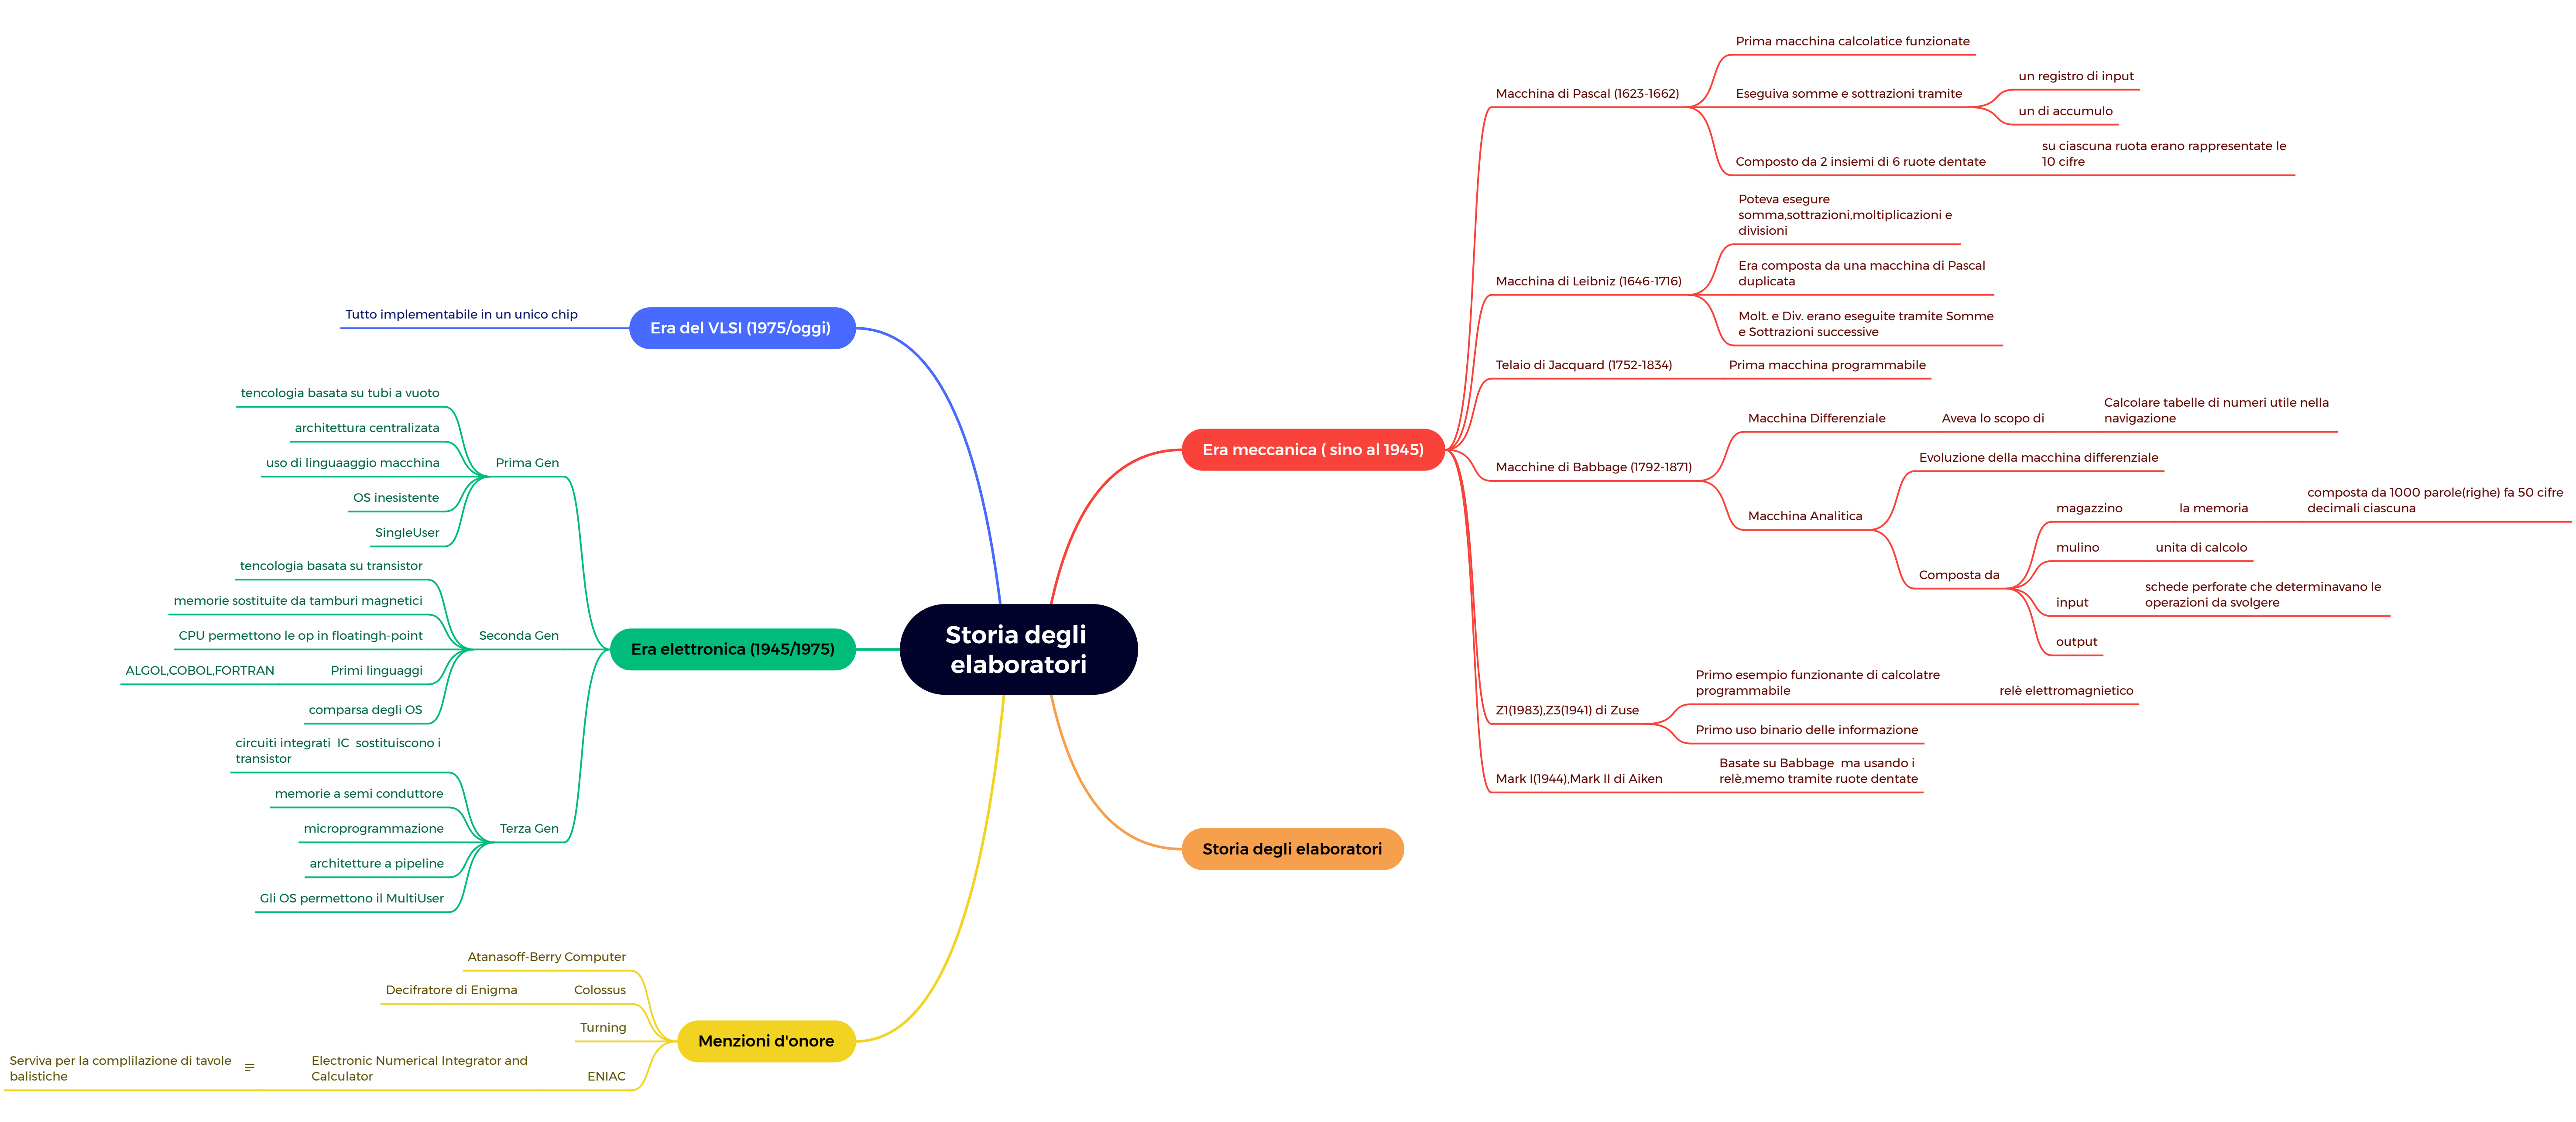 Storia degli
elaboratori
Era meccanica ( sino al 1945)
Macchina di Pascal (1623-1662)
Prima macchina calcolatice funzionate
Eseguiva somme e sottrazioni tramite
un registro di input
un di accumulo
Composto da 2 insiemi di 6 ruote dentate
su ciascuna ruota erano rappresentate le
10 cifre
Macchina di Leibniz (1646-1716)
Poteva esegure
somma,sottrazioni,moltiplicazioni e
divisioni
Era composta da una macchina di Pascal
duplicata
Molt. e Div. erano eseguite tramite Somme
e Sottrazioni successive
Telaio di Jacquard (1752-1834)
Prima macchina programmabile
Macchine di Babbage (1792-1871)
Macchina Differenziale
Aveva lo scopo di
Calcolare tabelle di numeri utile nella
navigazione
Macchina Analitica
Evoluzione della macchina differenziale
Composta da
magazzino
la memoria
composta da 1000 parole(righe) fa 50 cifre
decimali ciascuna
mulino
unita di calcolo
input
schede perforate che determinavano le
operazioni da svolgere
output
Z1(1983),Z3(1941) di Zuse
Primo esempio funzionante di calcolatre
programmabile
relè elettromagnietico
Primo uso binario delle informazione
Mark I(1944),Mark II di Aiken
Basate su Babbage  ma usando i
relè,memo tramite ruote dentate
Storia degli elaboratori
Era del VLSI (1975/oggi)
Tutto implementabile in un unico chip
Era elettronica (1945/1975)
Prima Gen
tencologia basata su tubi a vuoto
architettura centralizata
uso di linguaaggio macchina
OS inesistente
SingleUser
Seconda Gen
tencologia basata su transistor
memorie sostituite da tamburi magnetici
CPU permettono le op in floatingh-point
Primi linguaggi
ALGOL,COBOL,FORTRAN
comparsa degli OS
Terza Gen
circuiti integrati  IC  sostituiscono i
transistor
memorie a semi conduttore
microprogrammazione
architetture a pipeline
Gli OS permettono il MultiUser
Menzioni d'onore
Atanasoff-Berry Computer
Colossus
Decifratore di Enigma
Turning
ENIAC
Electronic Numerical Integrator and
Calculator
Serviva per la complilazione di tavole
balistiche